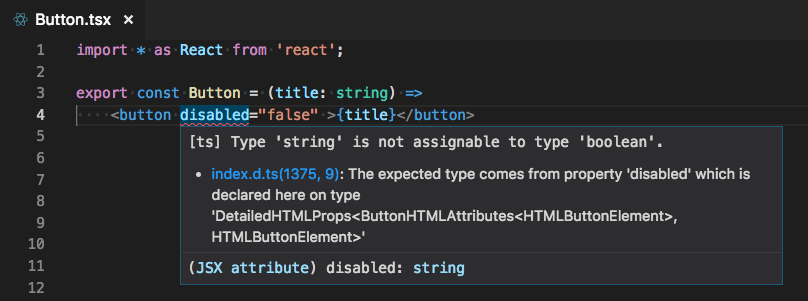 Button.tsx ×
1 import * as React from 'react';
2
3 export const Button = (title: string) =>
4 ····<button disabled="false"·>{title}</button>
5
[ts] Type 'string' is not assignable to type 'boolean'.
6
7
• index.d.ts(1375, 9): The expected type comes from property 'disabled' which is
8
declared here on type
9
'DetailedHTMLProps<ButtonHTMLAttributes<HTMLButtonElement>,
10
HTMLButtonElement>'
11
(JSX attribute) disabled: string
12